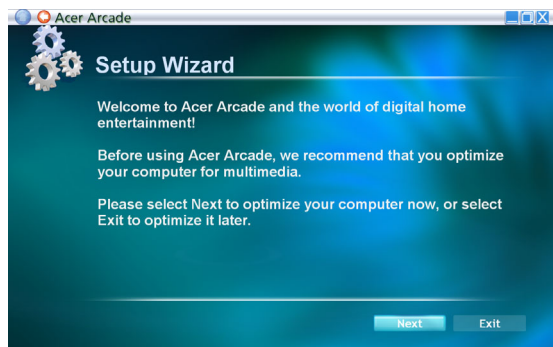 Acer Arcade
Setup Wizard
Welcome to Acer Arcade and the world of digital home
entertainment!
Before using Acer Arcade, we recommend that you optimize
your computer for multimedia.
Please select Next to optimize your computer now, or select
Exit to optimize it later.
Next Exit